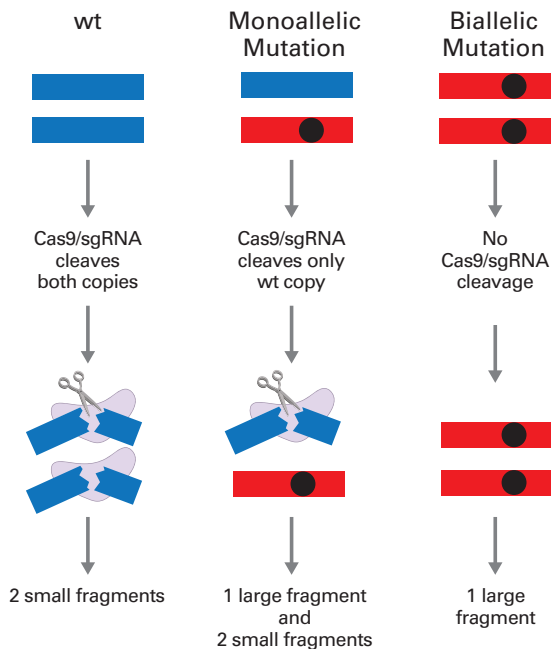 wt
Monoallelic
Mutation
Biallelic
Mutation
Cas9/sgRNA
cleaves
both copies
Cas9/sgRNA
cleaves only
wt copy
No
Cas9/sgRNA
cleavage
2 small fragments
1 large fragment
and
2 small fragments
1 large
fragment